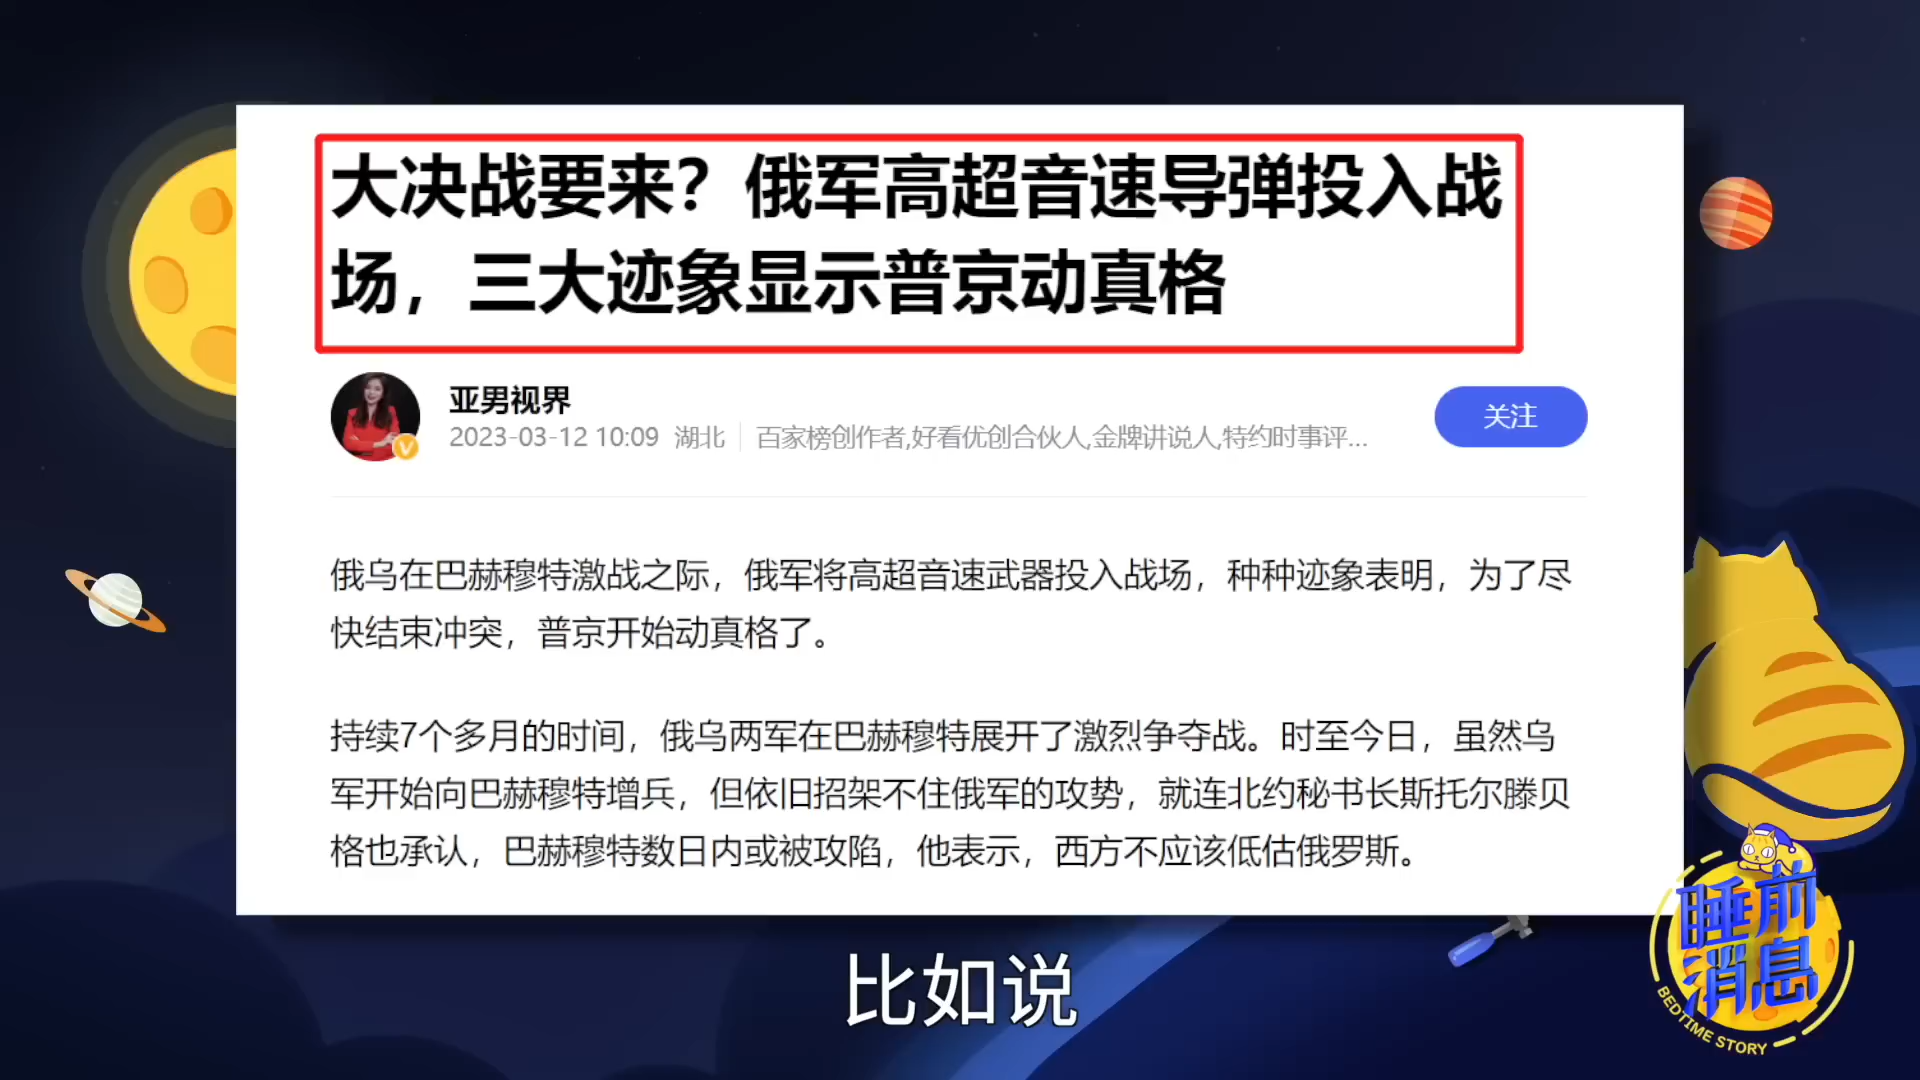 大决战要来？俄军高超音速导弹投入战
场，三大迹象显示普京动真格
亚男视界
2023-03-12 10:09 湖北 百家榜创作者,好看优创合伙人,金牌讲说人,特约时事评...
关注
俄乌在巴赫穆特激战之际，俄军将高超音速武器投入战场，种种迹象表明，为了尽
快结束冲突，普京开始动真格了。
持续7个多月的时间，俄乌两军在巴赫穆特展开了激烈争夺战。时至今日，虽然乌
军开始向巴赫穆特增兵，但依旧招架不住俄军的攻势，就连北约秘书长斯托尔滕贝
格也承认，巴赫穆特数日内或被攻陷，他表示，西方不应该低估俄罗斯。
比如说
睡前
消息
BEDTIME STORY